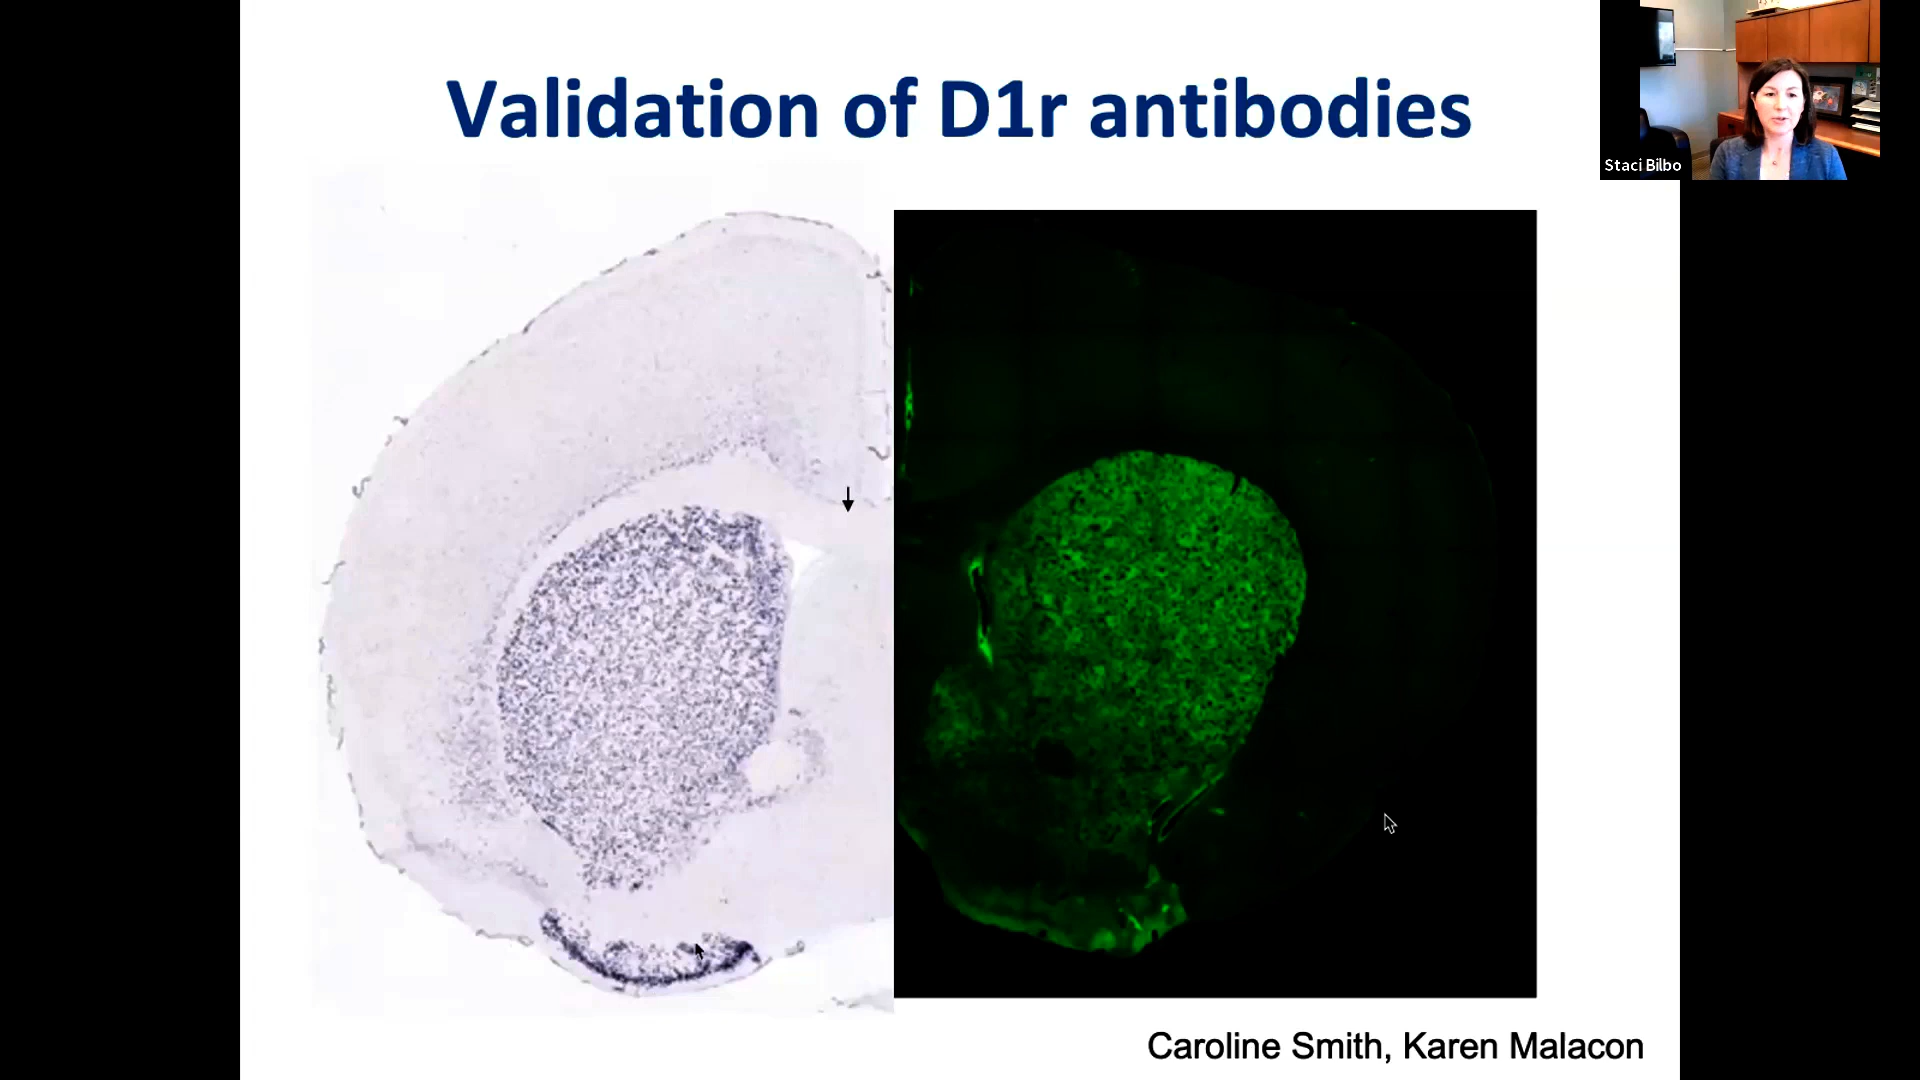 Validation of D1r antibodies
Staci Bilbo
Caroline Smith, Karen Malacon